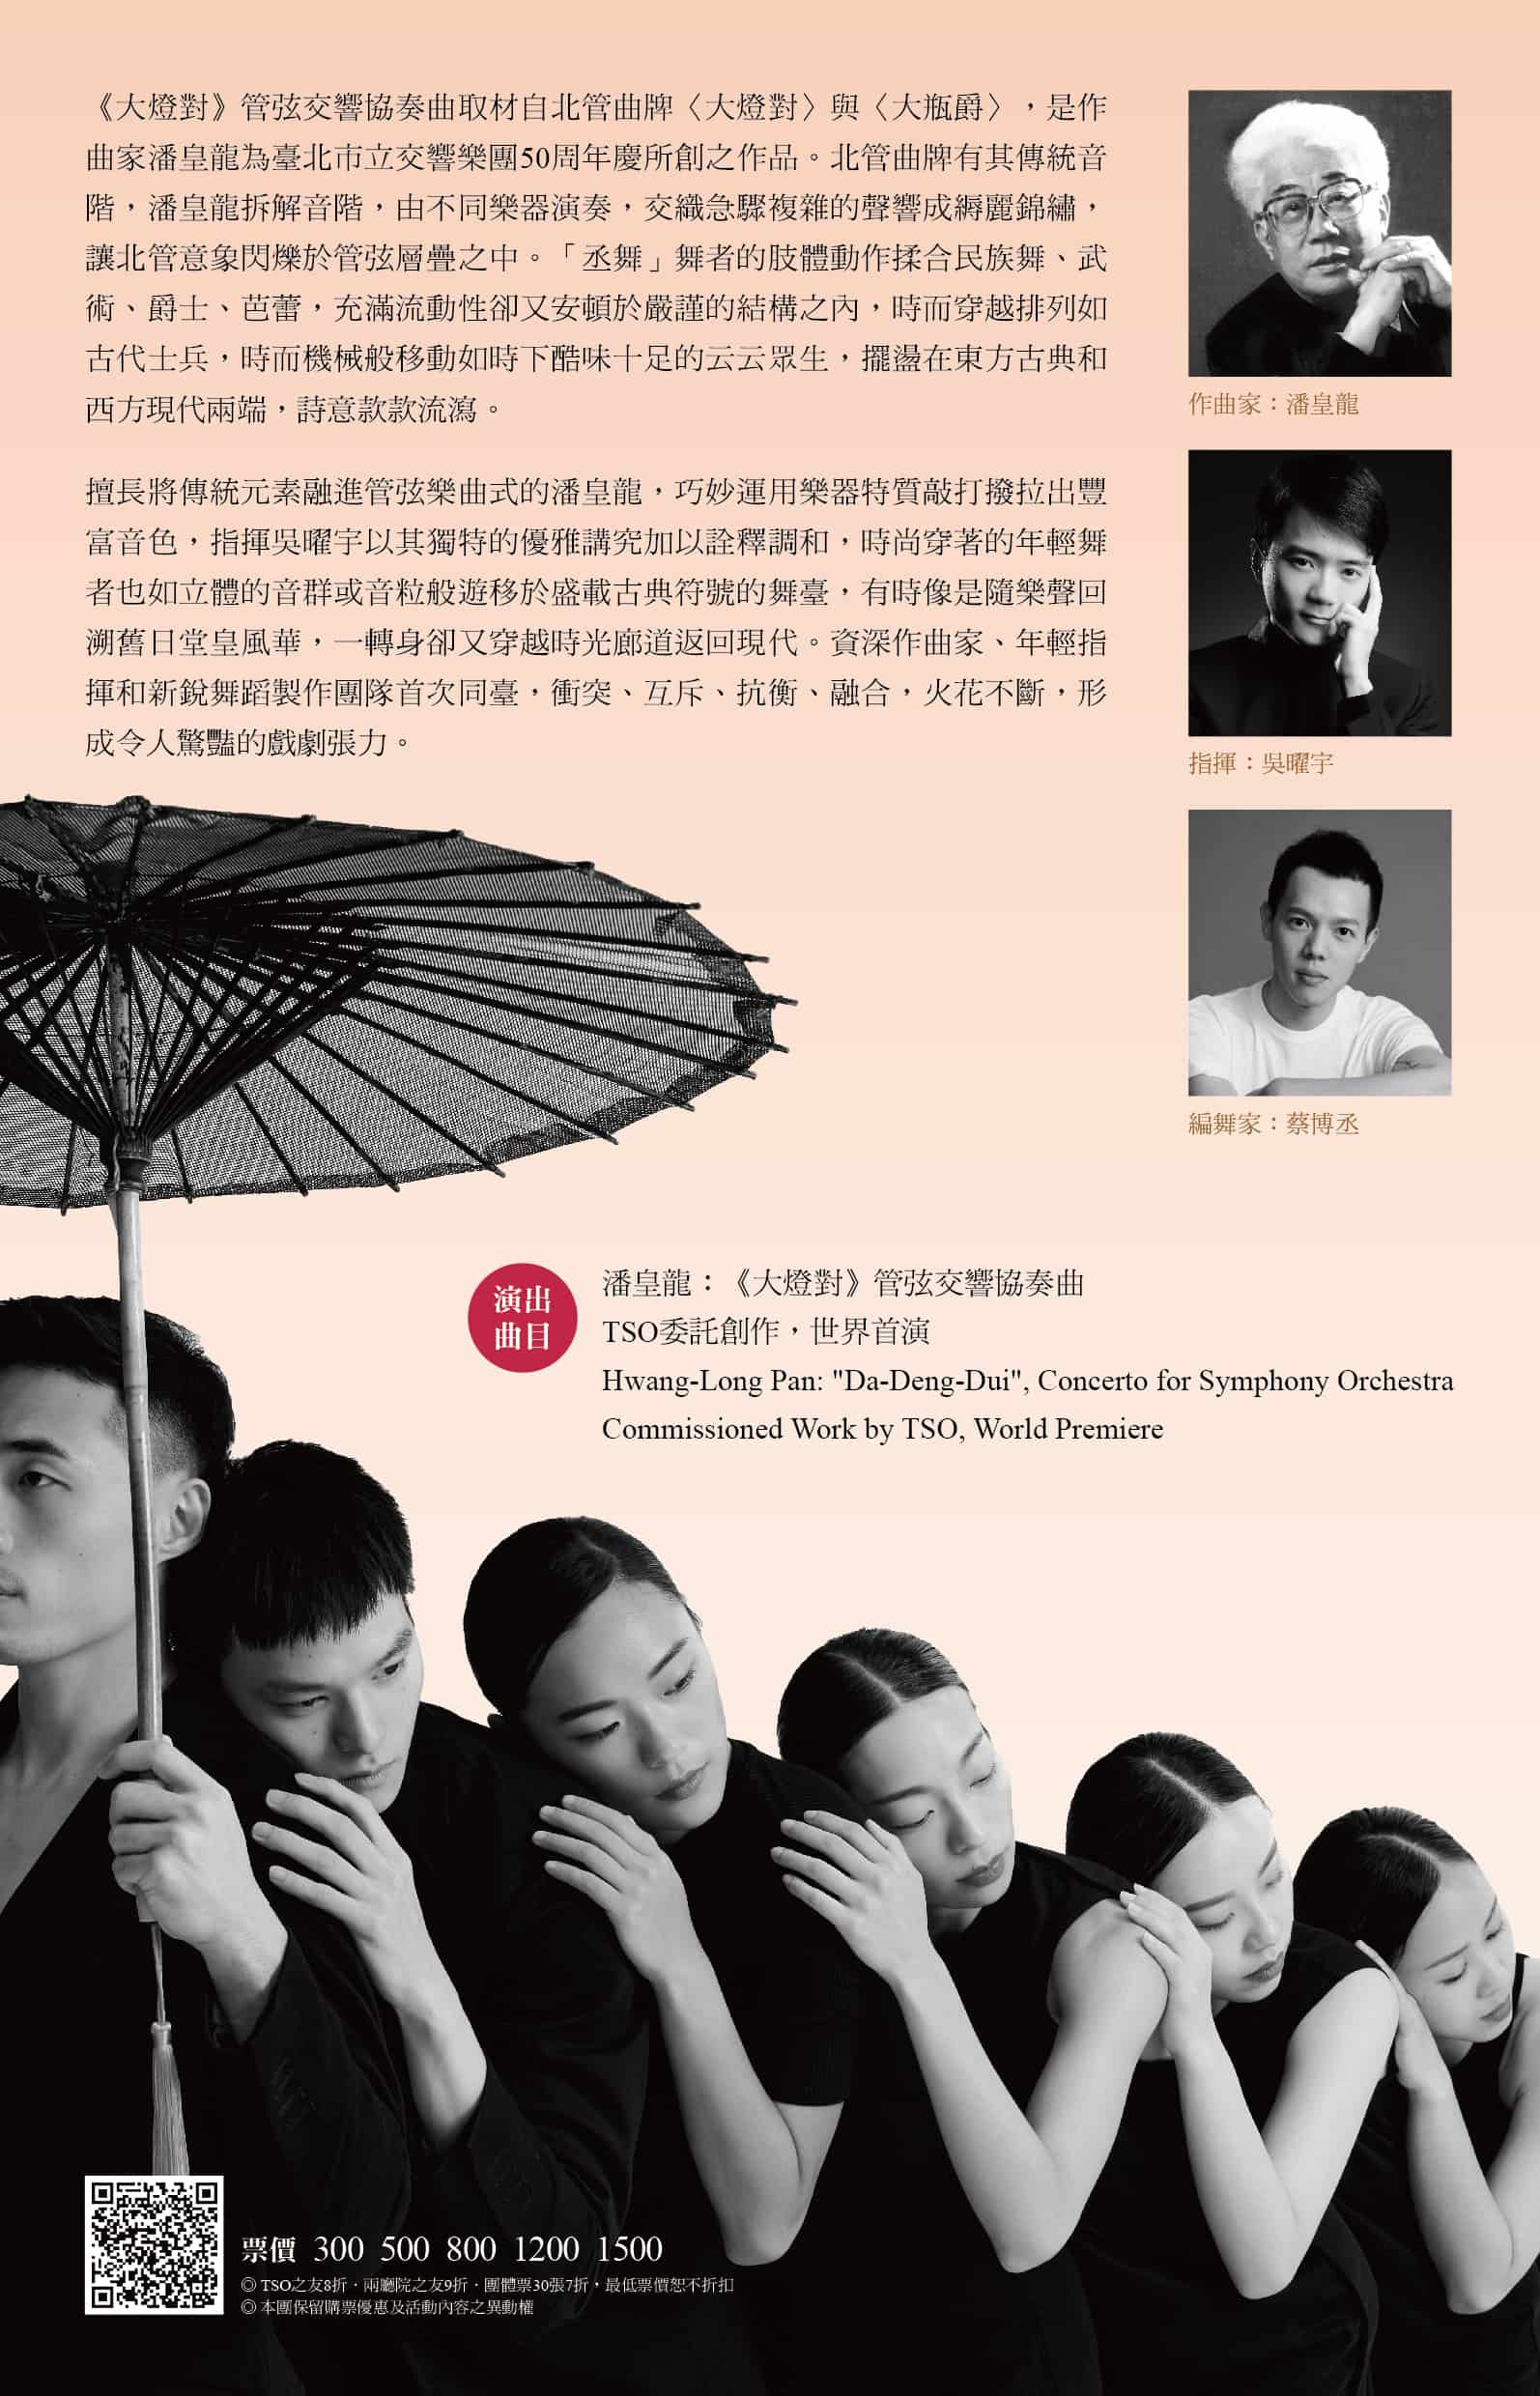 《大燈對》管弦交響協奏曲取材自北管曲牌〈大燈對〉與〈大瓶爵〉，是作
曲家潘皇龍為臺北市立交響樂團50周年慶所創之作品。北管曲牌有其傳統音
階，潘皇龍拆解音階，由不同樂器演奏，交織急驟複雜的聲響成縟麗錦繡，
讓北管意象閃爍於管弦層疊之中。「丞舞」舞者的肢體動作揉合民族舞、武
術、爵士、芭蕾，充滿流動性卻又安頓於嚴謹的結構之內，時而穿越排列如
古代士兵，時而機械般移動如時下酷味十足的云云眾生，擺盪在東方古典和
西方現代兩端，詩意款款流瀉。
擅長將傳統元素融進管弦樂曲式的潘皇龍，巧妙運用樂器特質敲打撥拉出豐
富音色，指揮吳曜宇以其獨特的優雅講究加以詮釋調和，時尚穿著的年輕舞
者也如立體的音群或音粒般遊移於盛載古典符號的舞臺，有時像是隨樂聲回
溯舊日堂皇風華，一轉身卻又穿越時光廊道返回現代。資深作曲家、年輕指
揮和新銳舞蹈製作團隊首次同臺，衝突、互斥、抗衡、融合，火花不斷，形
成令人驚豔的戲劇張力。
作曲家：潘皇龍
指揮：吳曜宇
編舞家：蔡博丞
演出
曲目
潘皇龍：《大燈對》管弦交響協奏曲
TSO委託創作，世界首演
Hwang-Long Pan: "Da-Deng-Dui", Concerto for Symphony Orchestra
Commissioned Work by TSO, World Premiere
票價 300 500 800 1200 1500
◎ TSO之友8折．兩廳院之友9折．團體票30張7折，最低票價恕不折扣
◎ 本團保留購票優惠及活動內容之異動權